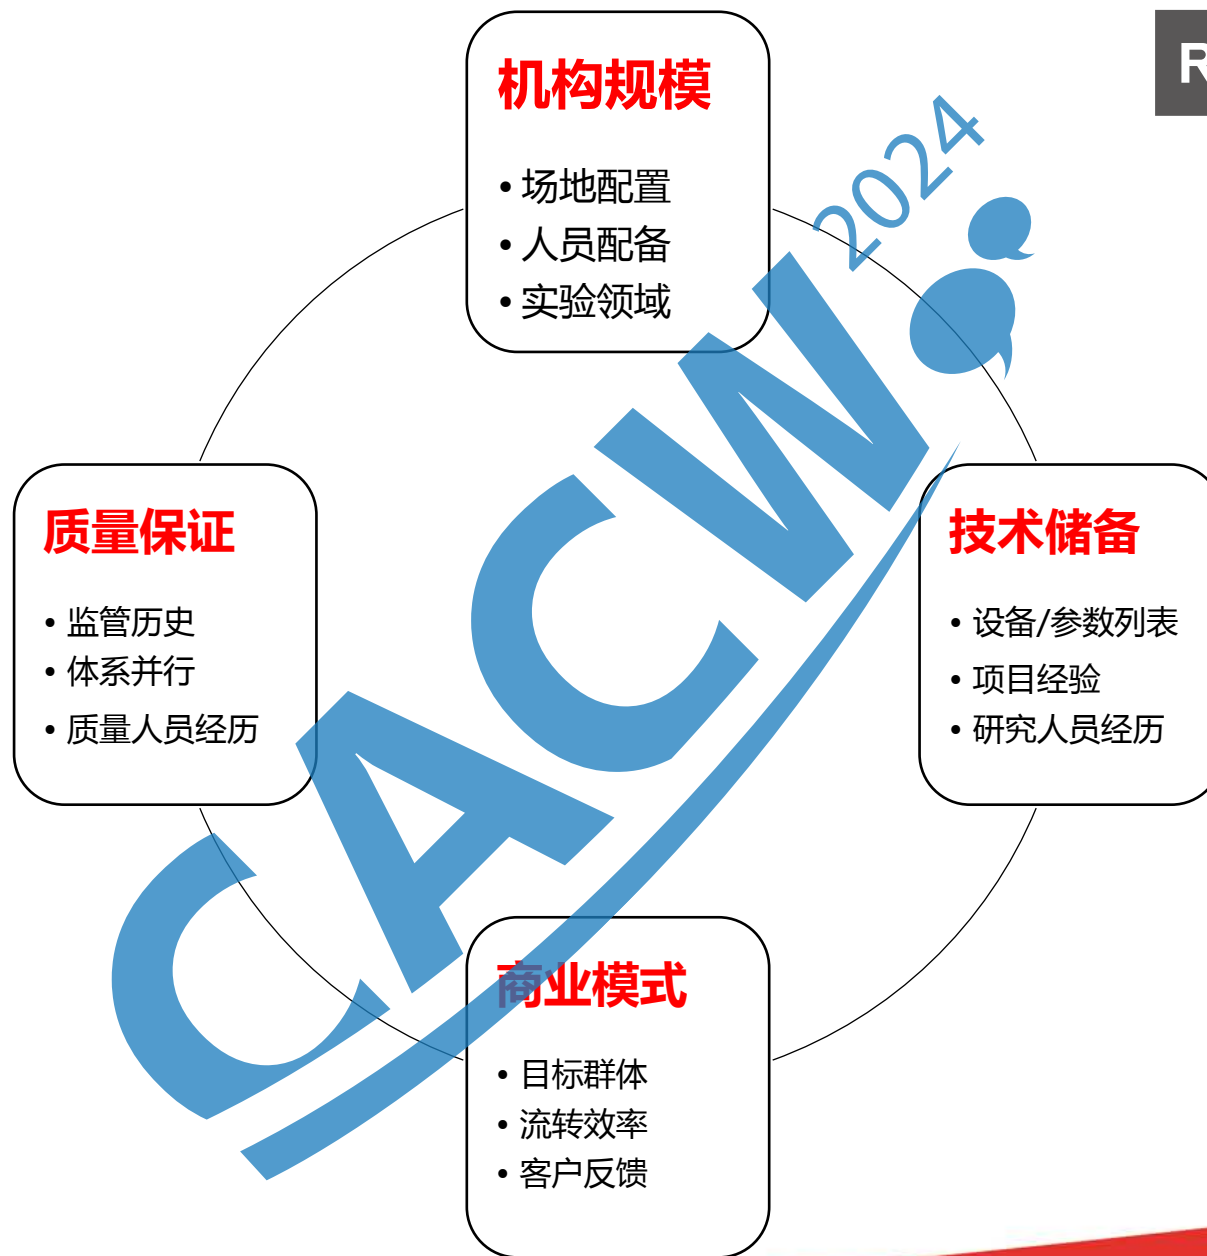 机构规模
• 场地配置
• 人员配备
• 实验领域
R
质量保证
• 监管历史
• 体系并行
• 质量人员经历
技术储备
• 设备/参数列表
• 项目经验
• 研究人员经历
商业模式
• 目标群体
• 流转效率
• 客户反馈
CACW 2024